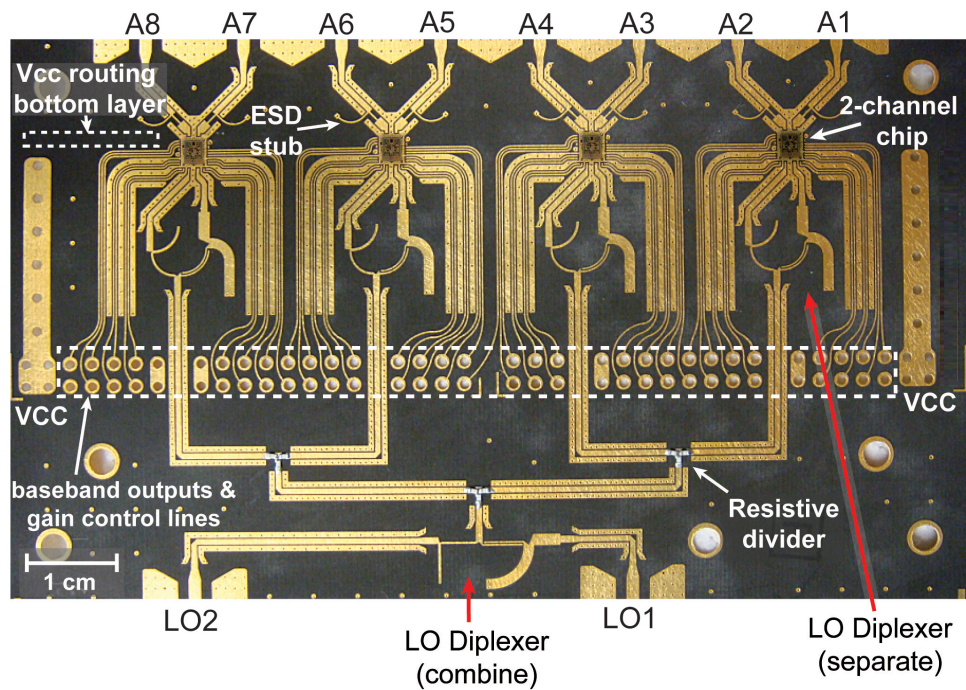 A8 A7 A6 A5 A4 A3 A2 A1
Vcc routing
bottom layer
ESD
stub
2-channel
chip
VCC
VCC
baseband outputs &
gain control lines
Resistive
divider
1 cm
LO2
LO1
LO Diplexer
(combine)
LO Diplexer
(separate)